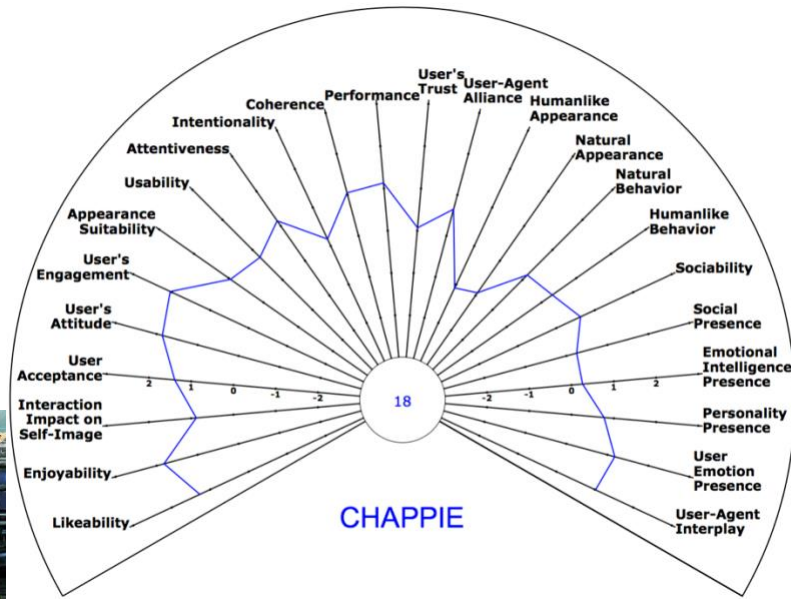 User's
Trust
User-Agent
Alliance
Performance
Humanlike
Appearance
Coherence
Intentionality
Natural
Appearance
Attentiveness
Natural
Behavior
Usability
Humanlike
Behavior
Appearance
Suitability
User's
Engagement
Sociability
User's
Attitude
Social
Presence
User
Acceptance
2 1 0 -1 -2
-2 -1 0 1 2
Emotional
Intelligence
Presence
Interaction
Impact on
Self-Image
18
Personality
Presence
Enjoyability
User
Emotion
Presence
Likeability
CHAPPIE
User-Agent
Interplay